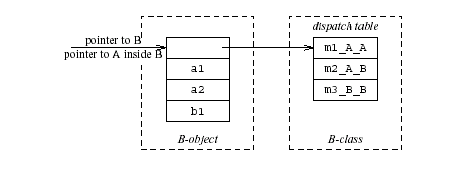 dispatch table
pointer to B
pointer to A inside B
m1_A_A
a1
m2_A_B
a2
m3_B_B
b1
B-object
B-class